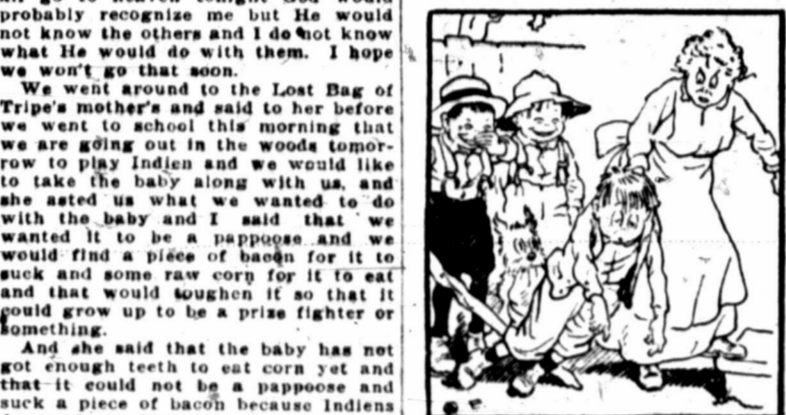 probably recognize me but He would
not know the others and I do not know
what He would do with them. I hope
we won't go that soon.
We went around to the Lost Bag of
Tripe's mother's and said to her before
we went to school this morning that
we are going out in the woods tomor-
row to play Indien and we would like
to take the baby along with us, and
she asted us what we wanted to do
with the baby and I said that we
wanted it to be a pappoose and we
would find a piece of bacon for it to
suck and some raw corn for it to eat
and that would toughen it so that it
could grow up to be a prize fighter or
something.
And she said that the baby has not
got enough teeth to eat corn yet and
that it could not be a pappoose and
suck a piece of bacon because Indiens